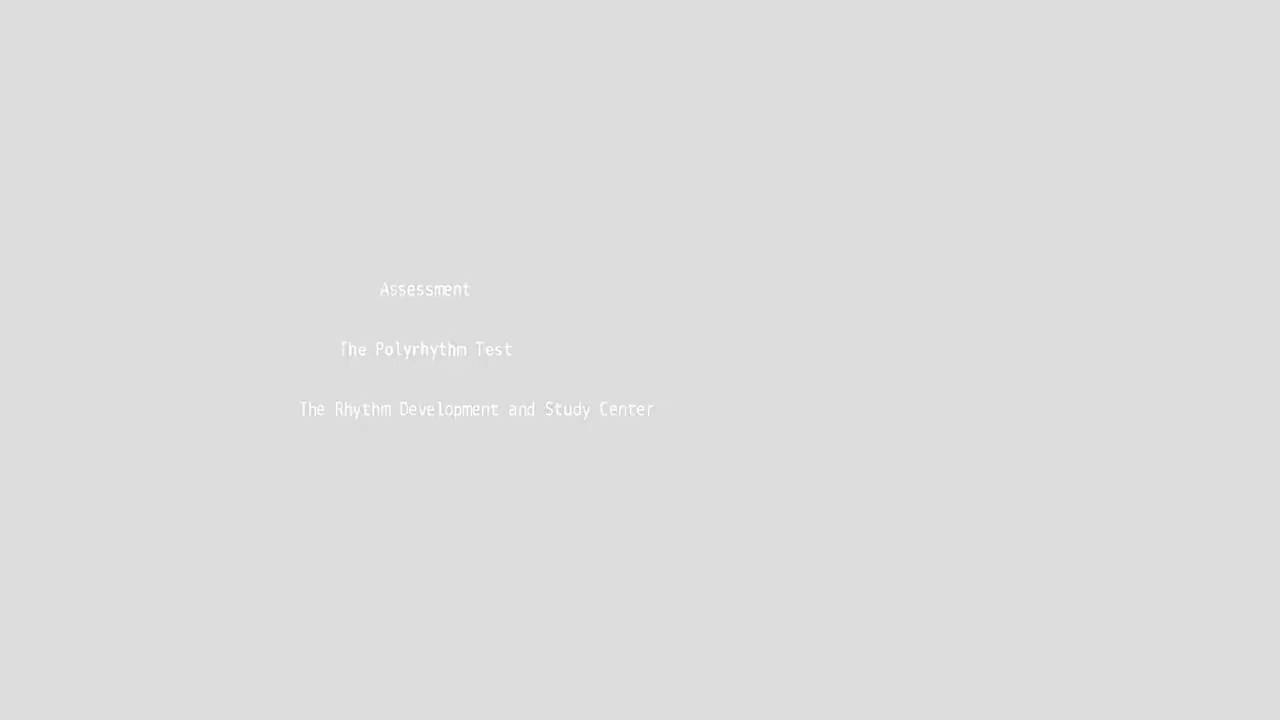 Assessment
The Polyrhythm Test
The Rhythm Development and Study Center